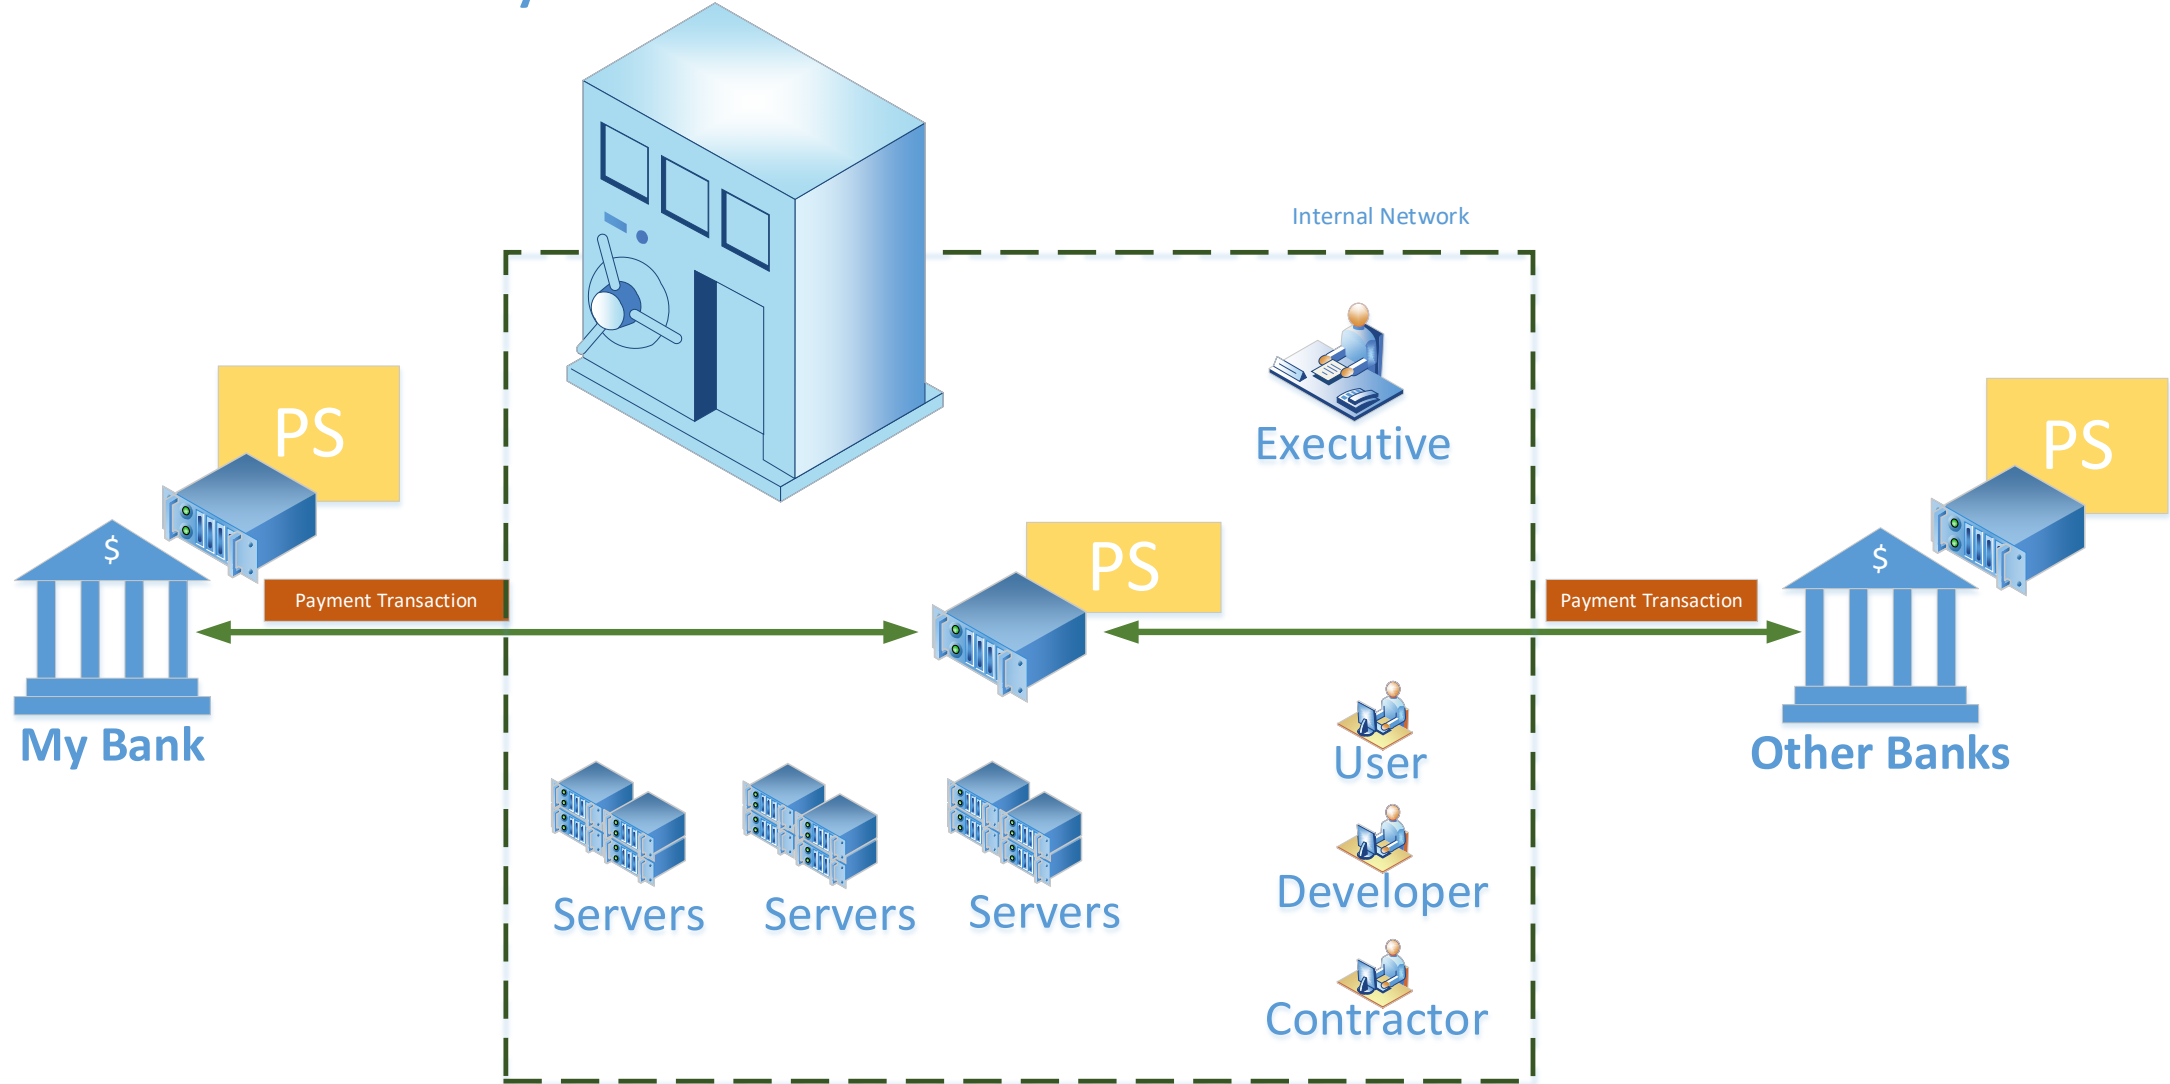 Internal Network
Executive
PS
PS
PS
$
$
Payment Transaction
Payment Transaction
My Bank
Other Banks
User
Servers
Servers
Servers
Developer
Contractor